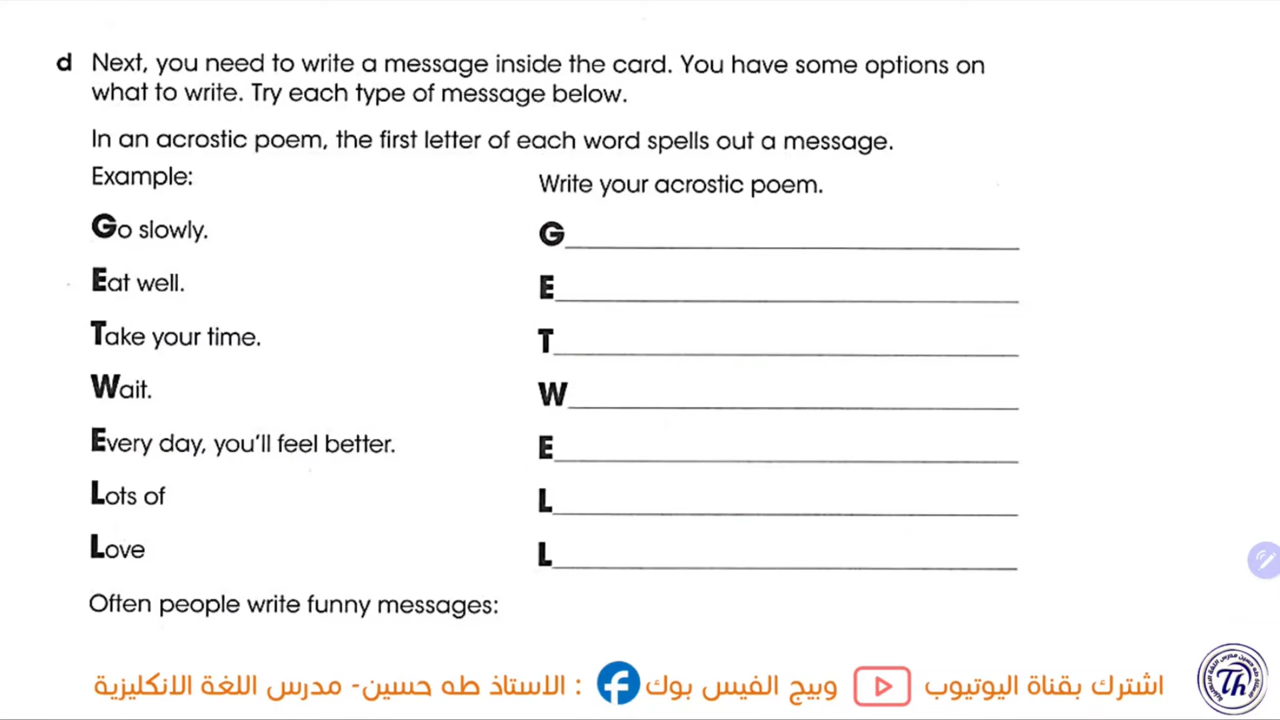 d Next, you need to write a message inside the card. You have some options on
what to write. Try each type of message below.
In an acrostic poem, the first letter of each word spells out a message.
Example:
Go slowly.
Eat well.
Take your time.
Wait.
Every day, you'll feel better.
Lots of
Love
Write your acrostic poem.
G
E
T
W
E
L
L
Often people write funny messages:
اشترك بقناة اليوتيوب وبيج الفيس بوك : الاستاذ طه حسين- مدرس اللغة الانكليزية
Th